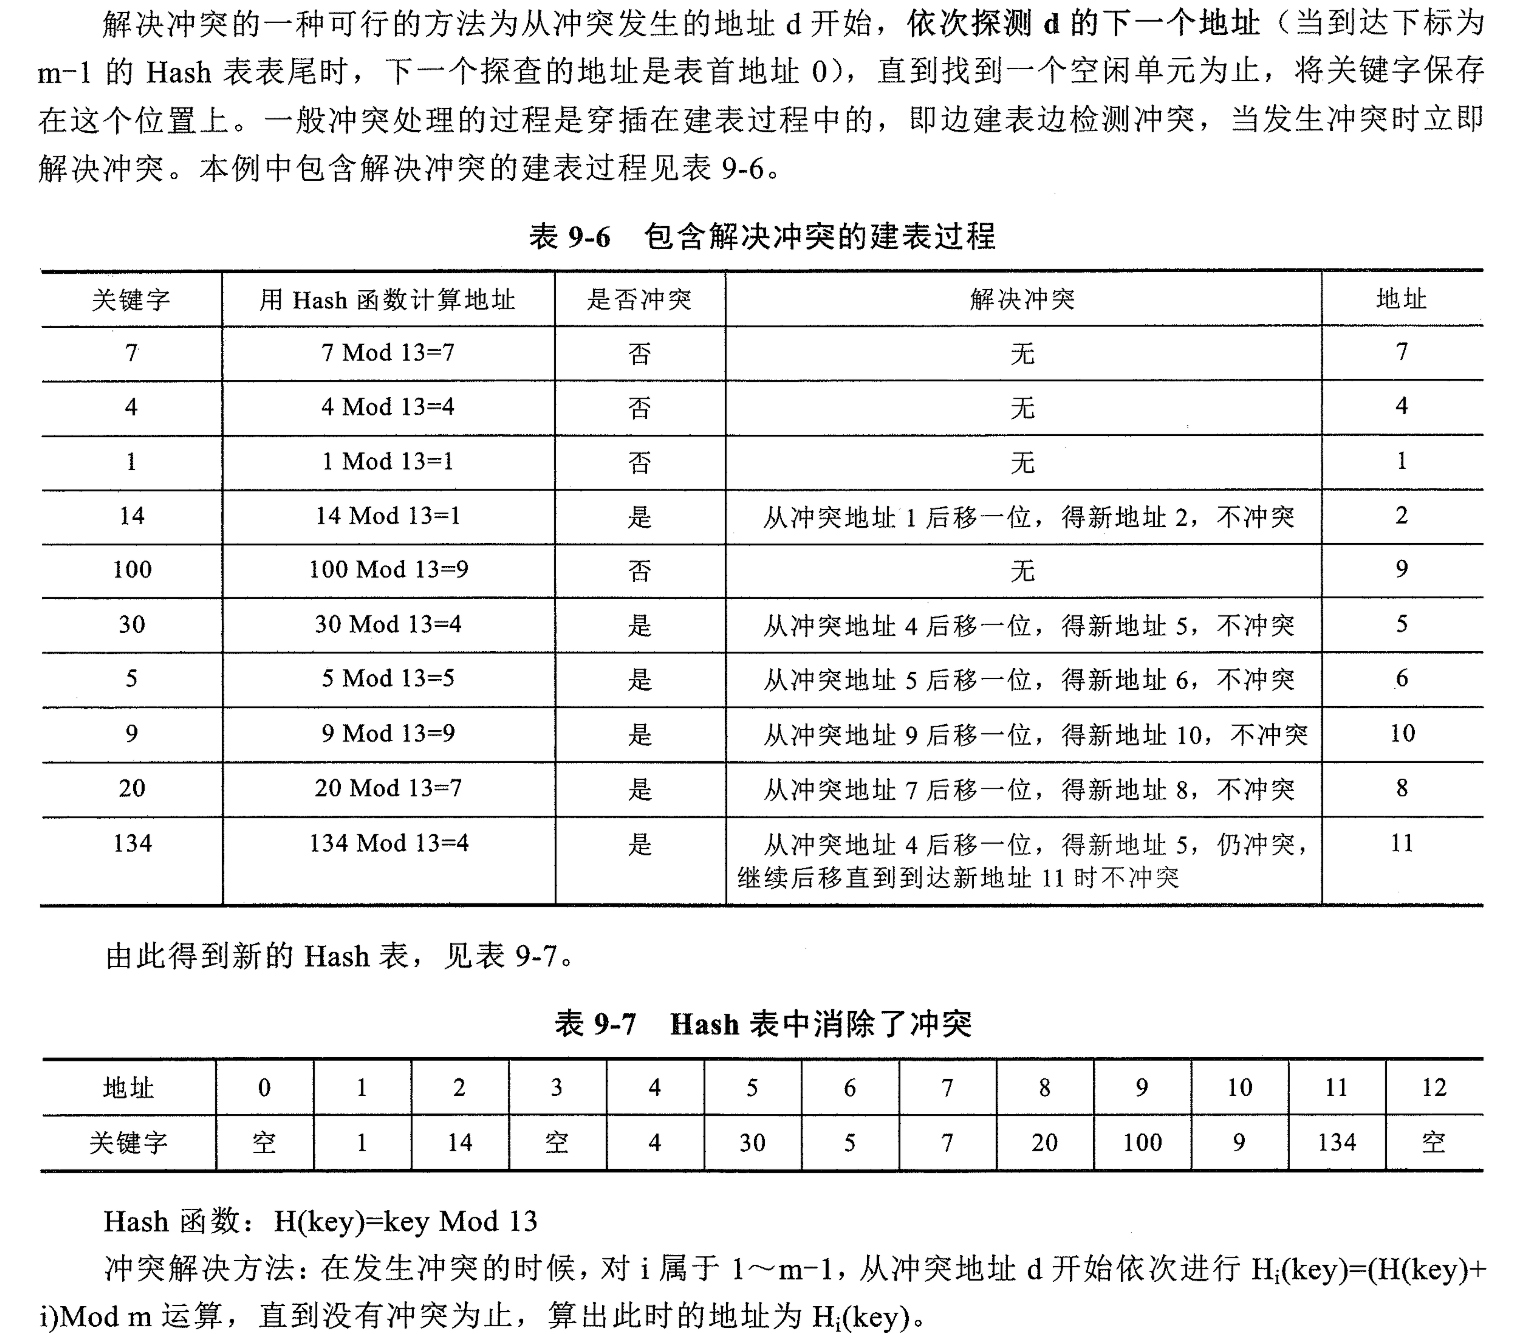 解决冲突的一种可行的方法为从冲突发生的地址 d 开始，依次探测 d 的下一个地址（当到达下标为
m-1 的 Hash 表表尾时，下一个探查的地址是表首地址 0），直到找到一个空闲单元为止，将关键字保存
在这个位置上。一般冲突处理的过程是穿插在建表过程中的，即边建表边检测冲突，当发生冲突时立即
解决冲突。本例中包含解决冲突的建表过程见表 9-6。
表 9-6 包含解决冲突的建表过程
关键字 用 Hash 函数计算地址 是否冲突 解决冲突 地址
7 7 Mod 13=7 否 无 7
4 4 Mod 13=4 否 无 4
1 1 Mod 13=1 否 无 1
14 14 Mod 13=1 是 从冲突地址 1 后移一位，得新地址 2，不冲突 2
100 100 Mod 13=9 否 无 9
30 30 Mod 13=4 是 从冲突地址 4 后移一位，得新地址 5，不冲突 5
5 5 Mod 13=5 是 从冲突地址 5 后移一位，得新地址 6，不冲突 6
9 9 Mod 13=9 是 从冲突地址 9 后移一位，得新地址 10，不冲突 10
20 20 Mod 13=7 是 从冲突地址 7 后移一位，得新地址 8，不冲突 8
134 134 Mod 13=4 是 从冲突地址 4 后移一位，得新地址 5，仍冲突， 11
继续后移直到到达新地址 11 时不冲突
由此得到新的 Hash 表，见表 9-7。
表 9-7 Hash 表中消除了冲突
地址 0 1 2 3 4 5 6 7 8 9 10 11 12
关键字 空 1 14 空 4 30 5 7 20 100 9 134 空
Hash 函数：H(key)=key Mod 13
冲突解决方法：在发生冲突的时候，对 i 属于 1～m-1，从冲突地址 d 开始依次进行 Hi(key)=(H(key)+
i)Mod m 运算，直到没有冲突为止，算出此时的地址为 Hi(key)。